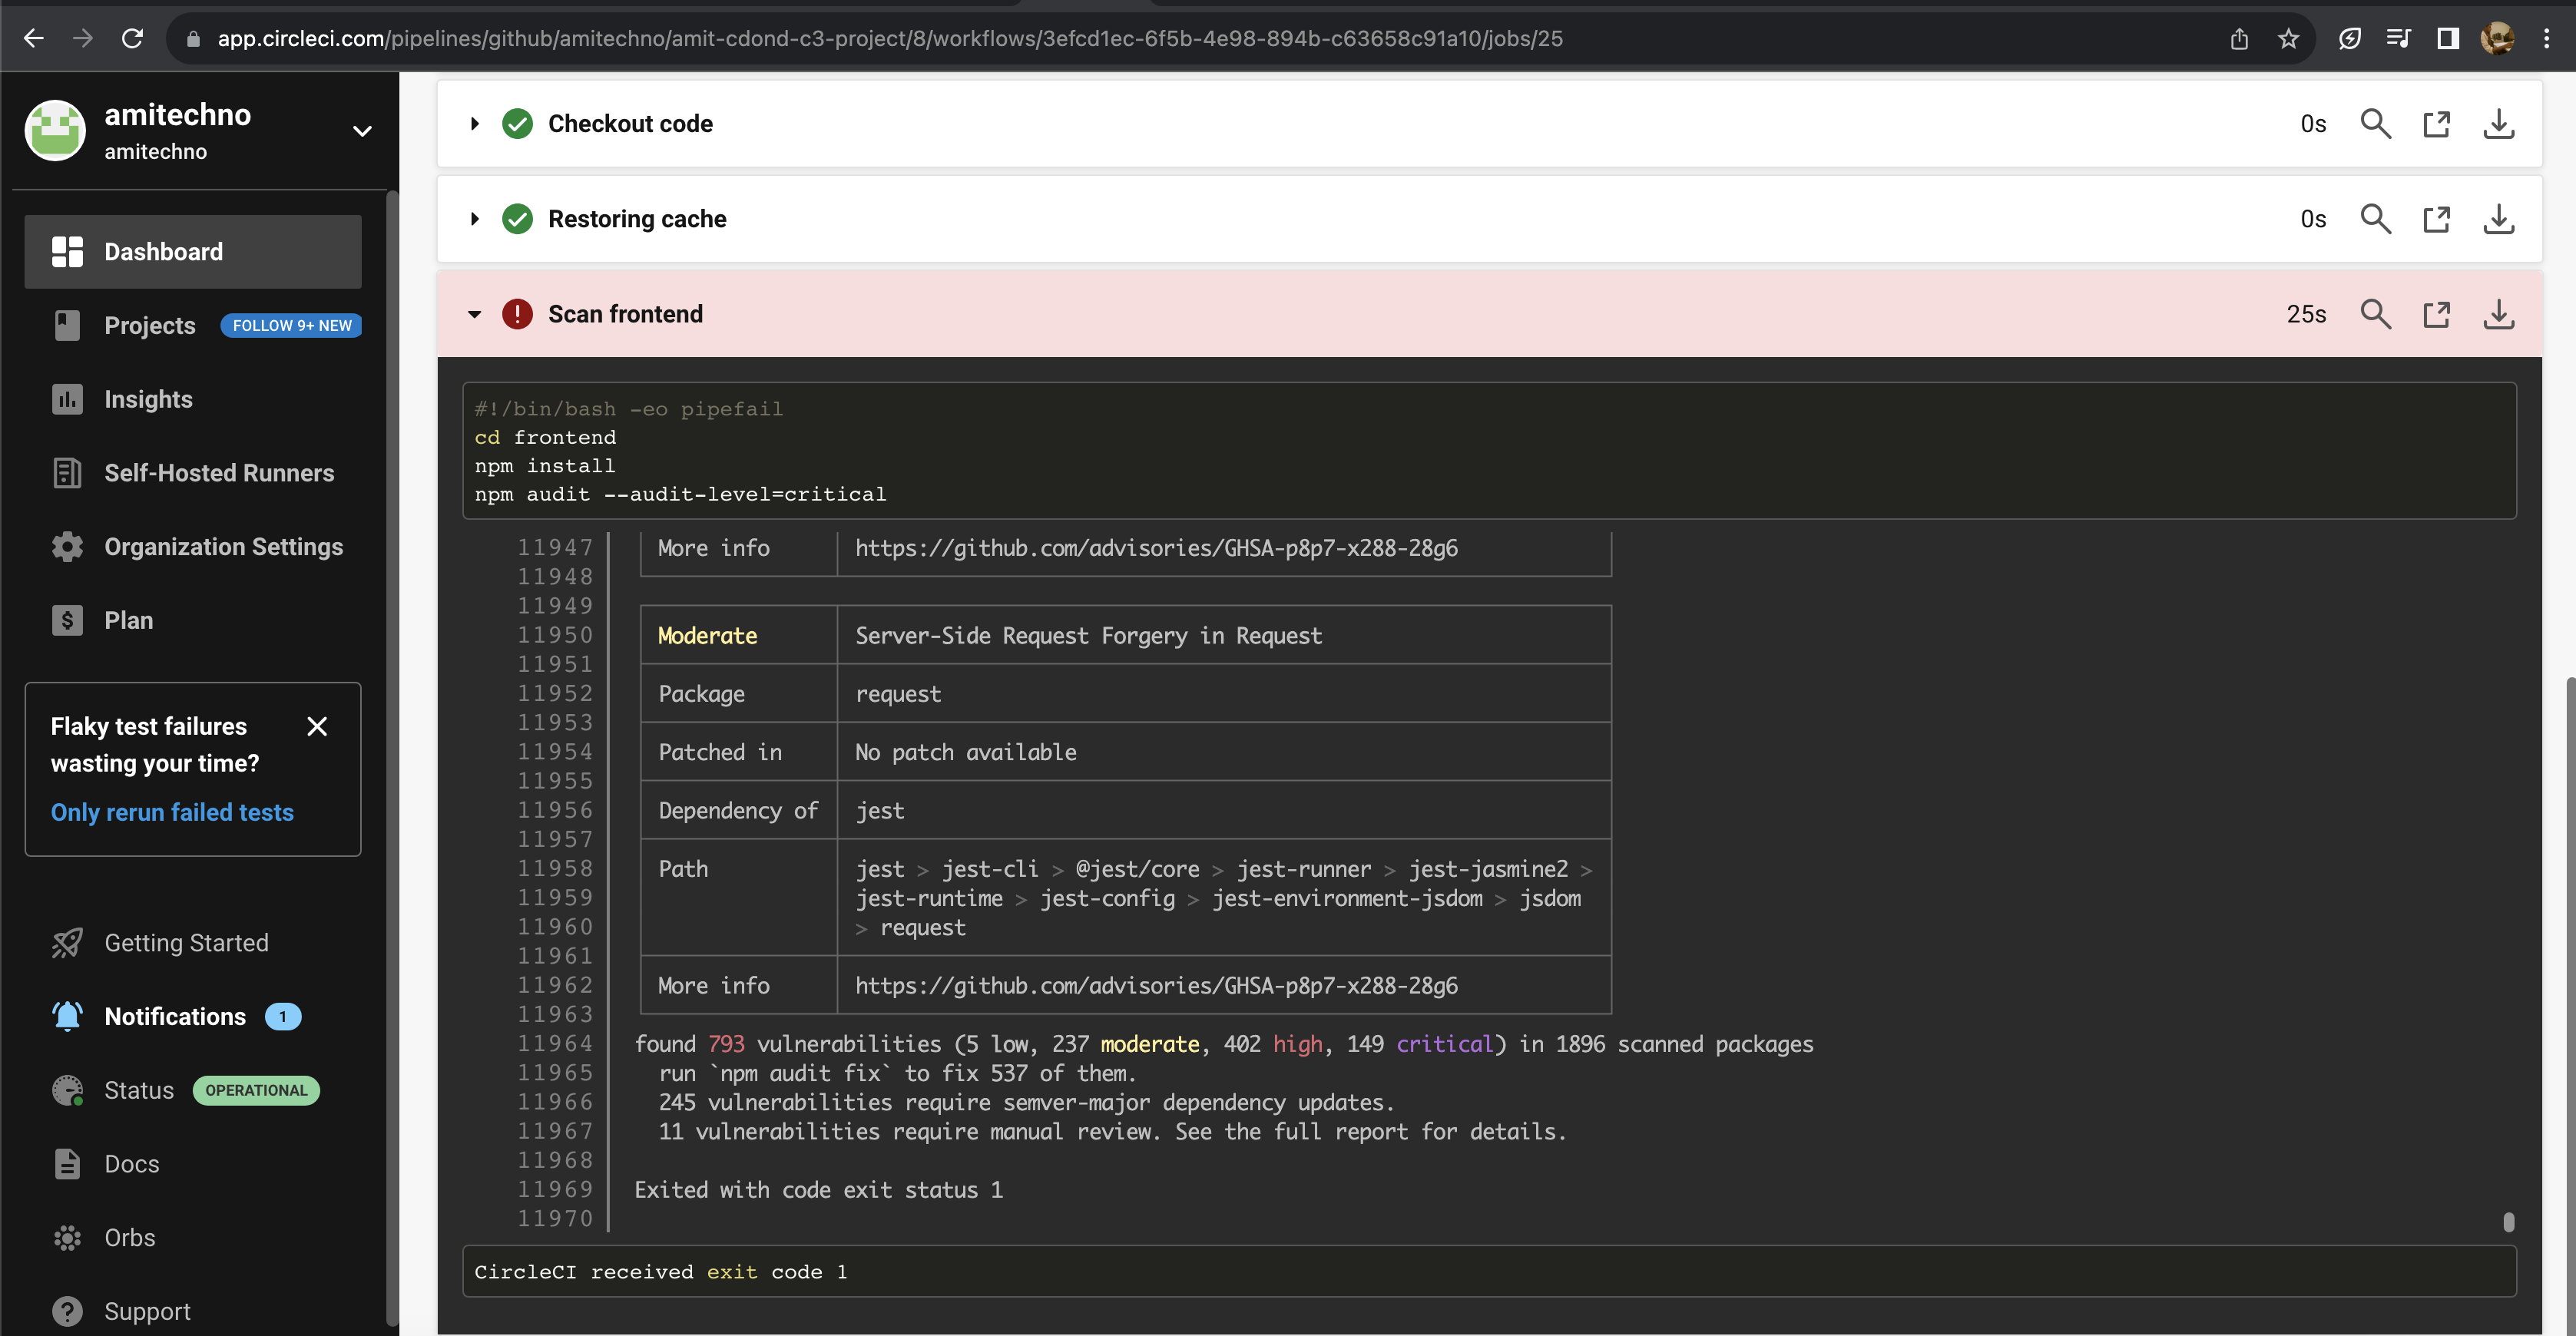 app.circleci.com/pipelines/github/amitechno/amit-cdond-c3-project/8/workflows/3efcd1ec-6f5b-4e98-894b-c63658c91a10/jobs/25
amitechno
amitechno
Dashboard
Projects FOLLOW 9+ NEW
Insights
Self-Hosted Runners
Organization Settings
Plan
Flaky test failures
wasting your time?
Only rerun failed tests
Getting Started
Notifications 1
Status OPERATIONAL
Docs
Orbs
Support
Checkout code 0s
Restoring cache 0s
Scan frontend 25s
#!/bin/bash -eo pipefail
cd frontend
npm install
npm audit --audit-level=critical
11947 More info https://github.com/advisories/GHSA-p8p7-x288-28g6
11948
11949
11950 Moderate Server-Side Request Forgery in Request
11951
11952 Package request
11953
11954 Patched in No patch available
11955
11956 Dependency of jest
11957
11958 Path jest > jest-cli > @jest/core > jest-runner > jest-jasmine2 >
11959 jest-runtime > jest-config > jest-environment-jsdom > jsdom
11960 > request
11961
11962 More info https://github.com/advisories/GHSA-p8p7-x288-28g6
11963
11964 found 793 vulnerabilities (5 low, 237 moderate, 402 high, 149 critical) in 1896 scanned packages
11965 run `npm audit fix` to fix 537 of them.
11966 245 vulnerabilities require semver-major dependency updates.
11967 11 vulnerabilities require manual review. See the full report for details.
11968
11969 Exited with code exit status 1
11970
CircleCI received exit code 1